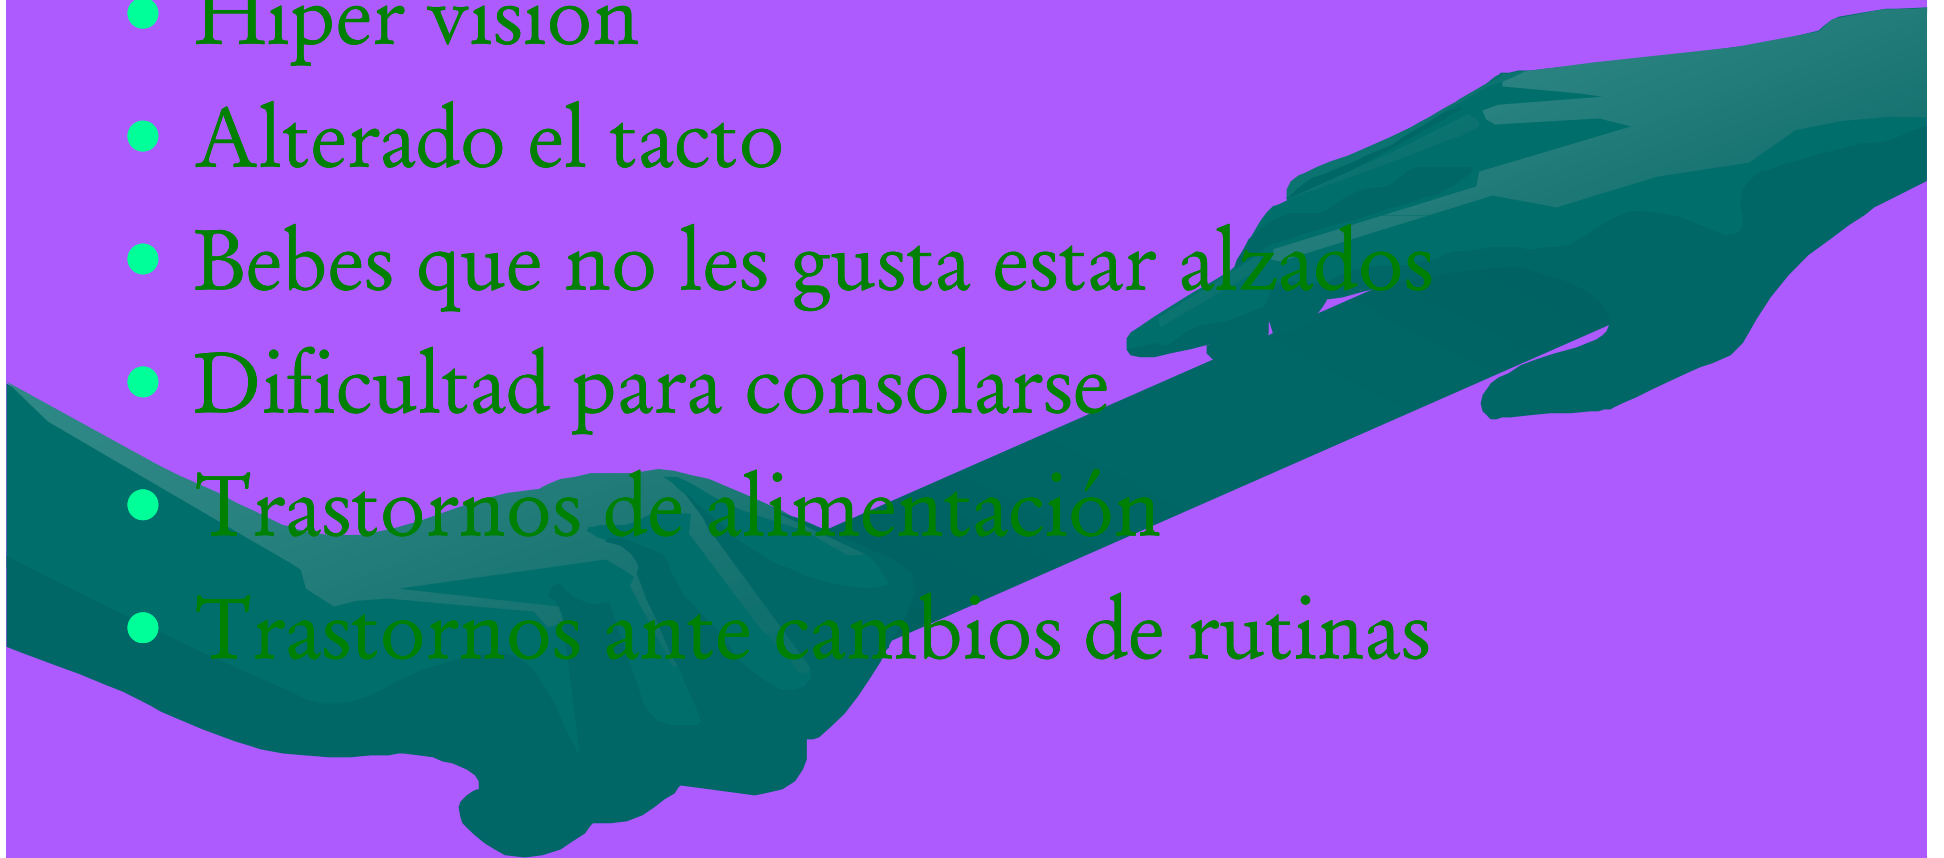 Hiper visión
Alterado el tacto
Bebes que no les gusta estar alzados
Dificultad para consolarse
Trastornos de alimentación
Trastornos ante cambios de rutinas